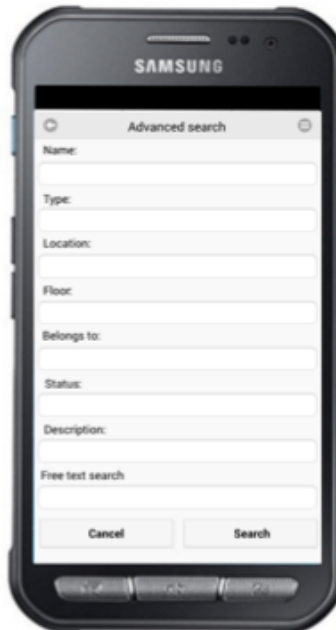 SAMSUNG
Advanced search
Name:
Type:
Location:
Floor:
Belongs to:
Status:
Description:
Free text search
Cancel Search